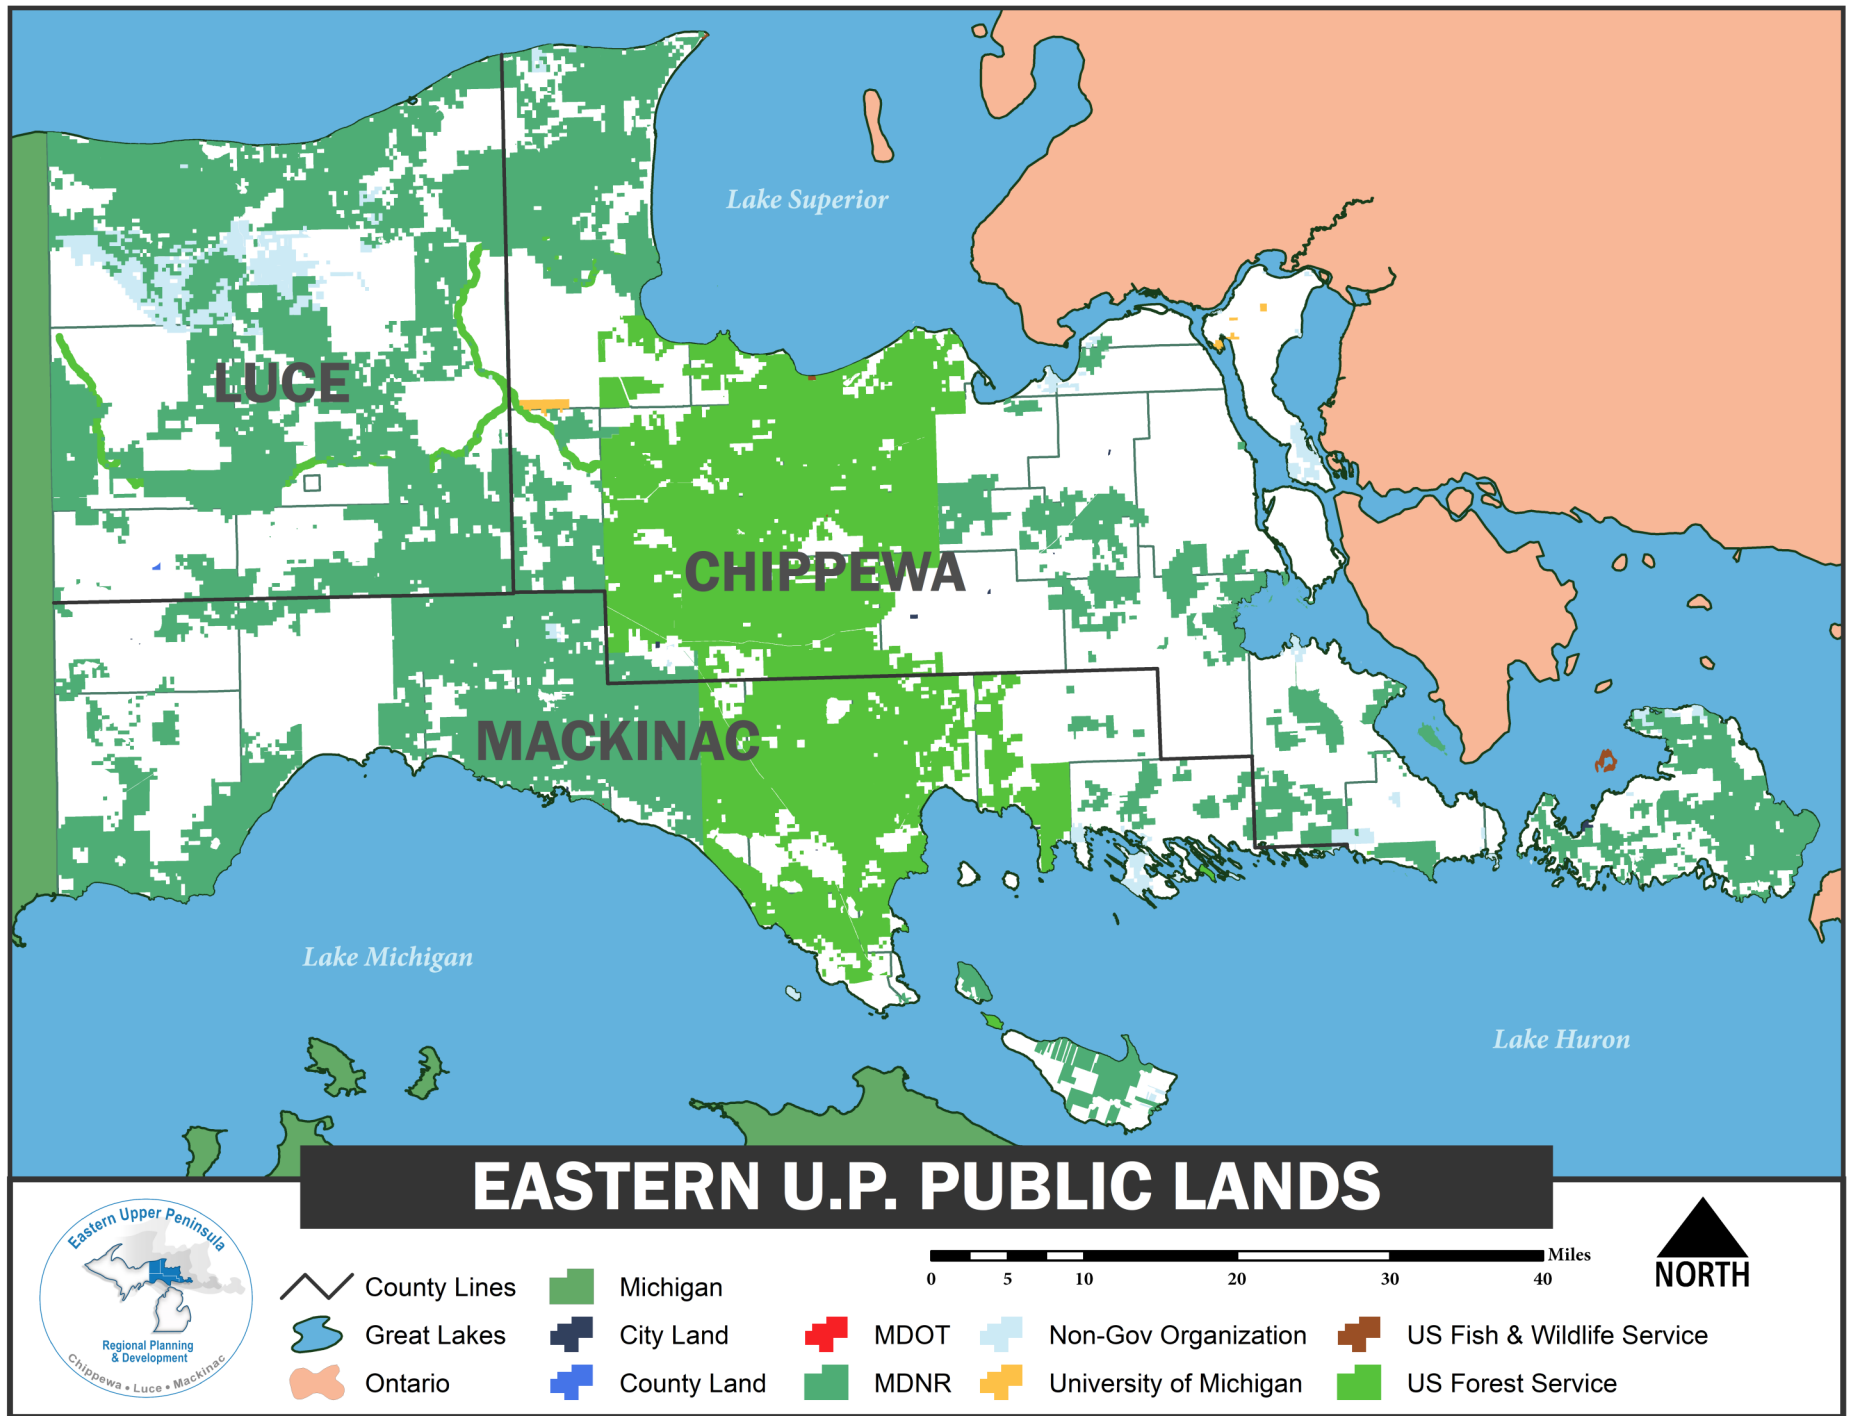 Lake Superior
LUCE
CHIPPEWA
MACKINAC
Lake Michigan
Lake Huron
EASTERN U.P. PUBLIC LANDS
Eastern Upper Peninsula
Regional Planning
& Development
Chippewa • Luce • Mackinac
County Lines
Great Lakes
Ontario
Michigan
City Land
County Land
MDOT
MDNR
Non-Gov Organization
University of Michigan
US Fish & Wildlife Service
US Forest Service
Miles
0 5 10 20 30 40
NORTH